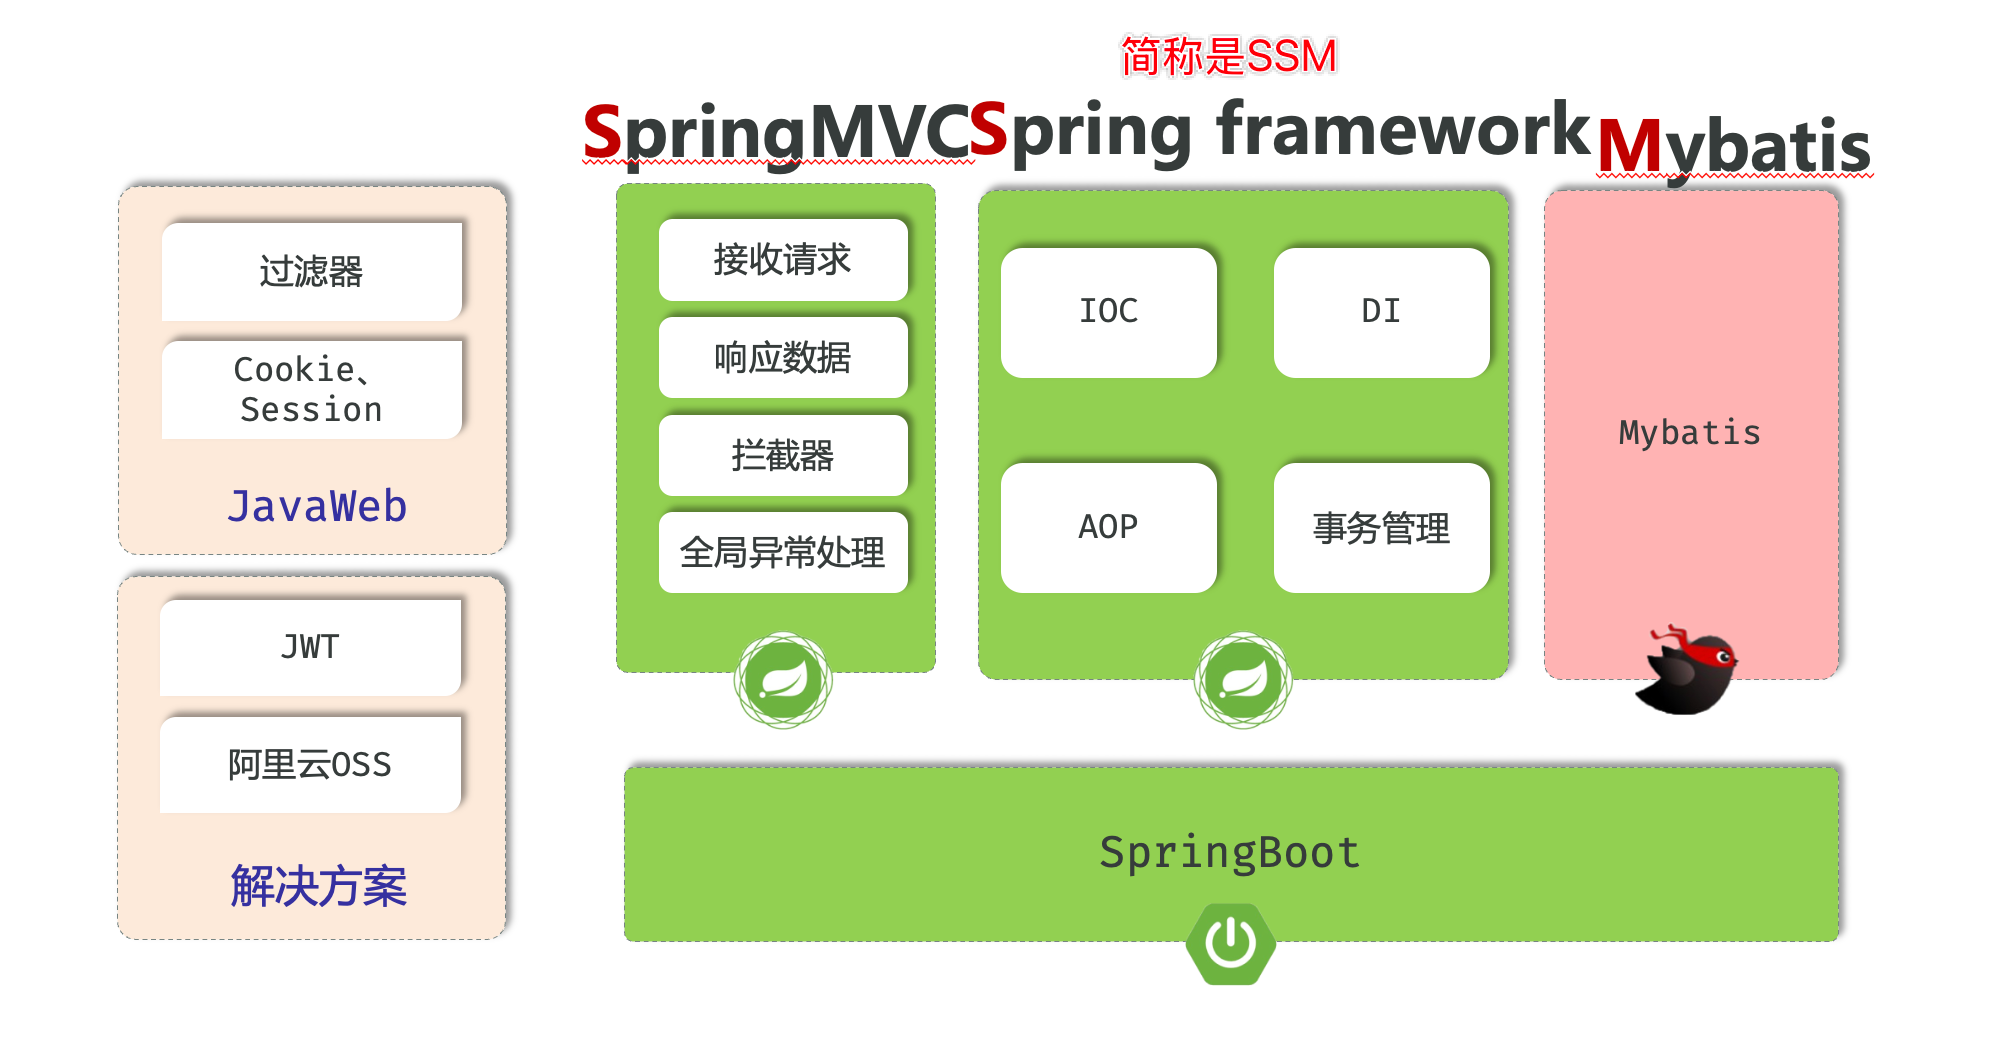 简称是SSM
SpringMVC
Spring framework
Mybatis
过滤器
Cookie、
Session
JavaWeb
JWT
阿里云OSS
解决方案
接收请求
响应数据
拦截器
全局异常处理
IOC
DI
AOP
事务管理
Mybatis
SpringBoot